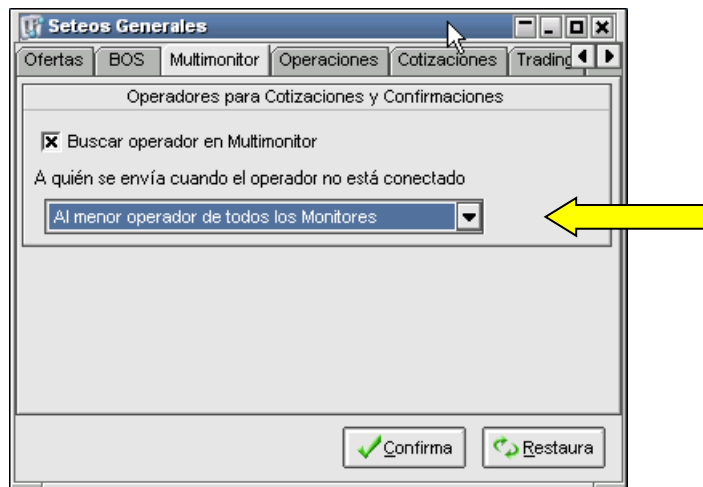 Seteos Generales
Ofertas BOS Multimonitor Operaciones Cotizaciones Trading
Operadores para Cotizaciones y Confirmaciones
Buscar operador en Multimonitor
A quién se envía cuando el operador no está conectado
Al menor operador de todos los Monitores
Confirma Restaura